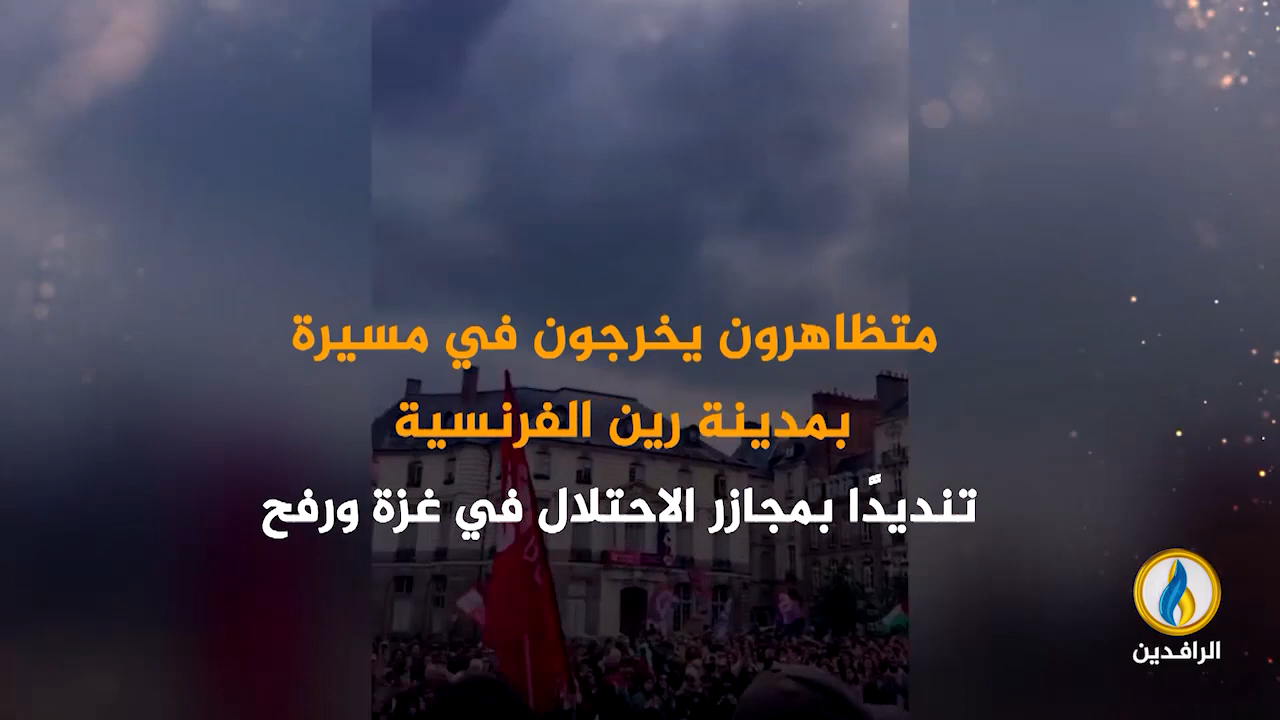 متظاهرون يخرجون في مسيرة
بمدينة رين الفرنسية
تنديدًا بمجازر الاحتلال في غزة ورفح
الرافدين